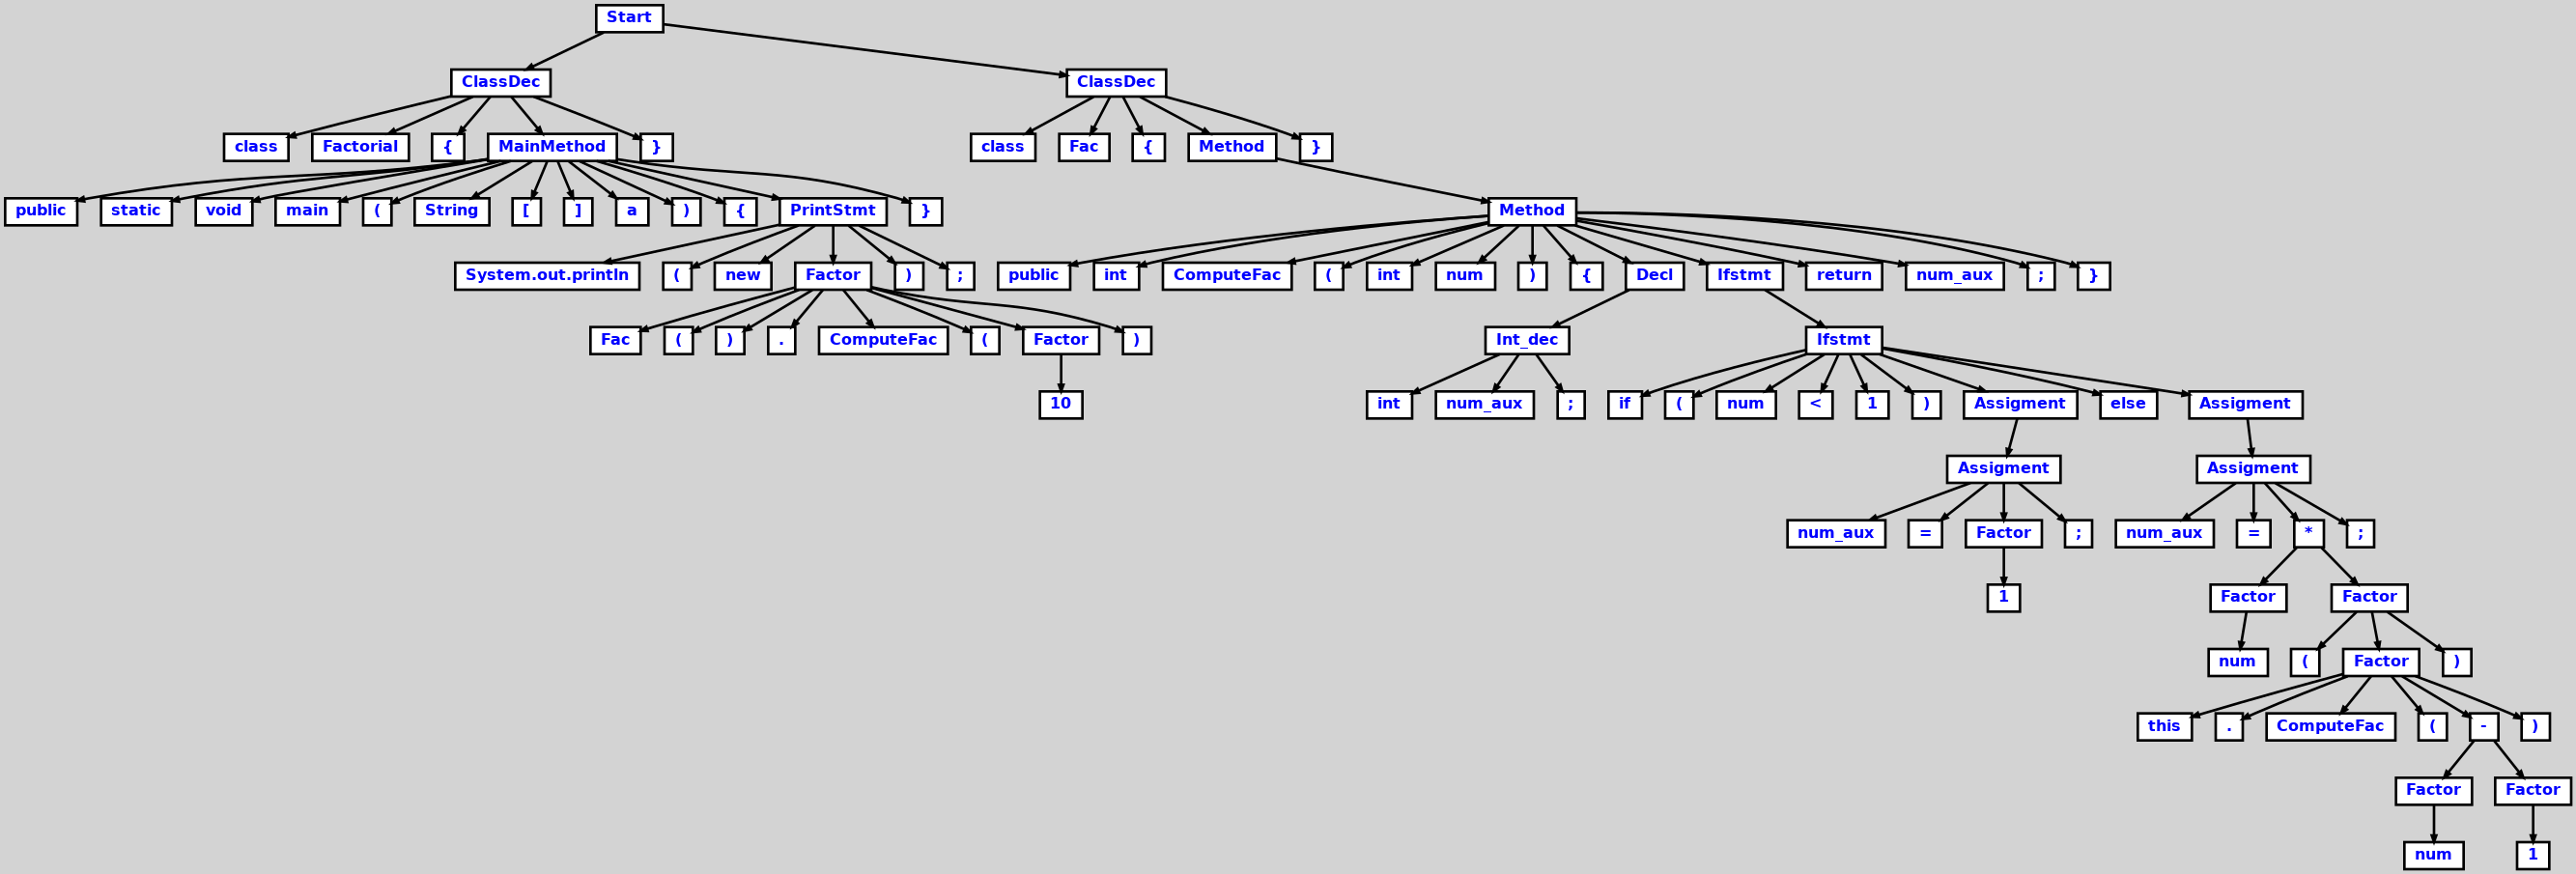 Start
ClassDec ClassDec
class Factorial { MainMethod } class Fac { Method }
public static void main ( String [ ] a ) { PrintStmt } Method
System.out.println ( new Factor ) ; public int ComputeFac ( int num ) { Decl Ifstmt return num_aux ; }
Fac ( ) . ComputeFac ( Factor ) Int_dec Ifstmt
10 int num_aux ; if ( num < 1 ) Assigment else Assigment
Assigment Assigment
num_aux = Factor ; num_aux = * ;
1 Factor Factor
num ( Factor )
this . ComputeFac ( - )
Factor Factor
num 1